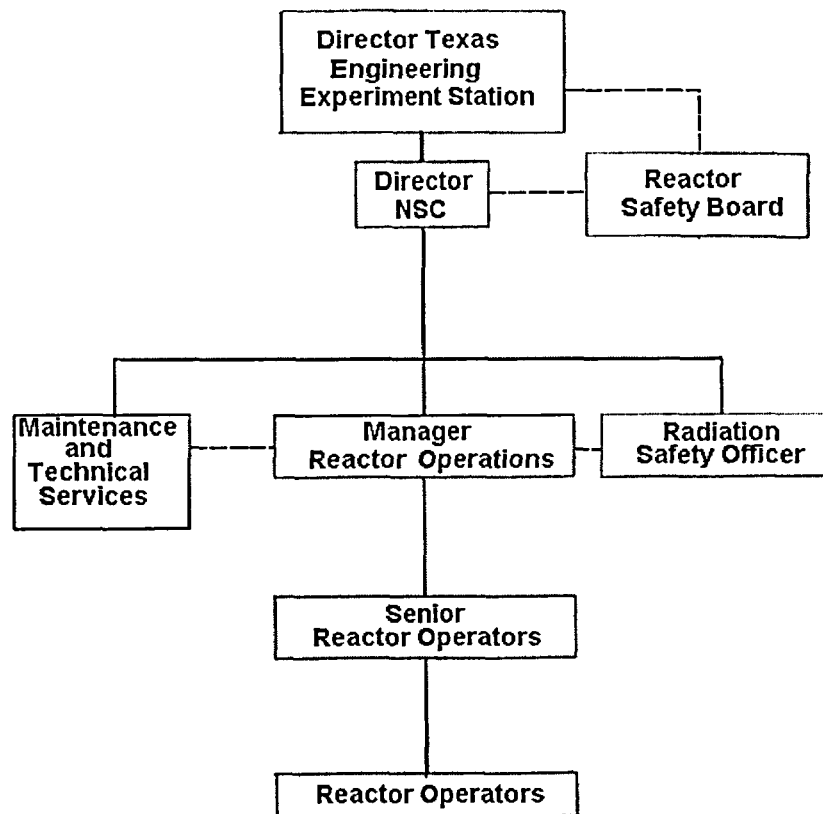 Director Texas
Engineering
Experiment Station
Director
NSC
Reactor
Safety Board
Maintenance
and
Technical
Services
Manager
Reactor Operations
Radiation
Safety Officer
Senior
Reactor Operators
Reactor Operators